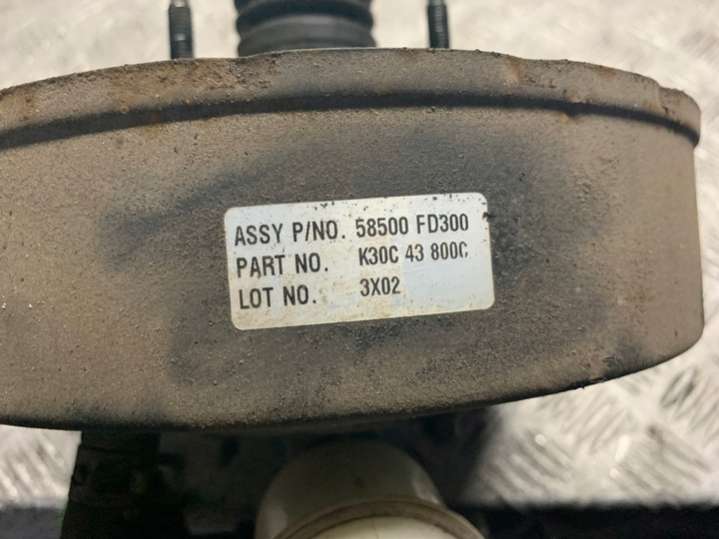 ASSY P/NO. 58500 FD300
PART NO. K30C 43 800C
LOT NO. 3X02